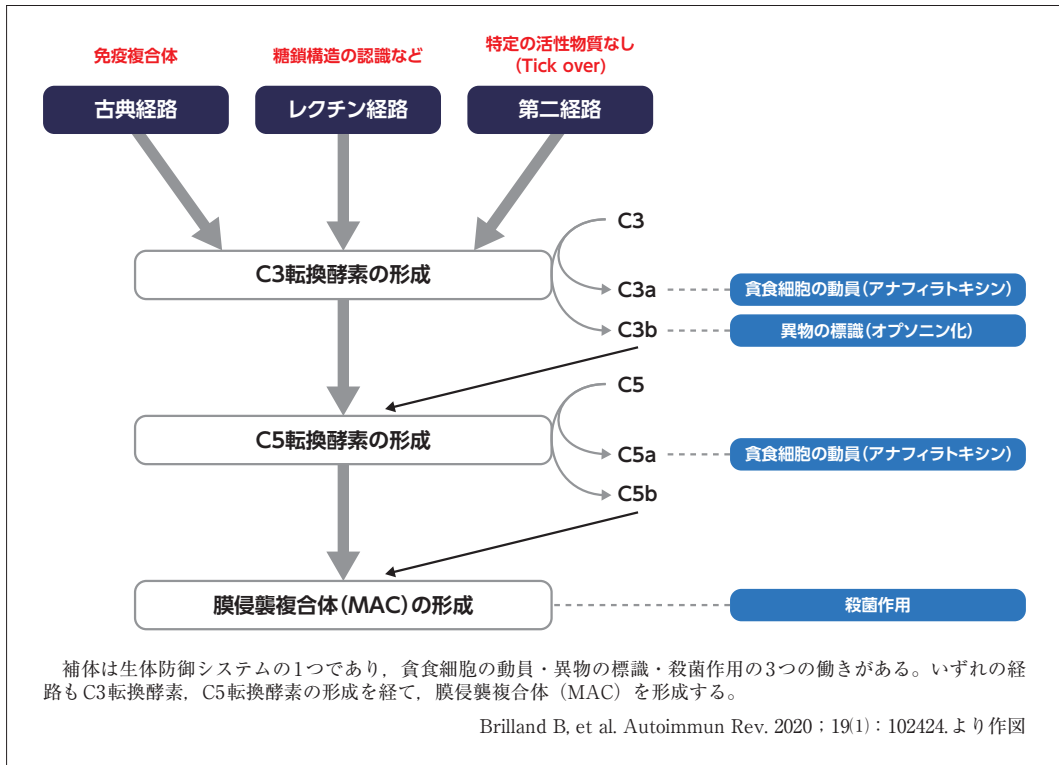 免疫複合体
糖鎖構造の認識など
特定の活性物質なし
(Tick over)
古典経路
レクチン経路
第二経路
C3
C3転換酵素の形成
C3a
貪食細胞の動員(アナフィラトキシン)
C3b
異物の標識(オプソニン化)
C5
C5転換酵素の形成
C5a
貪食細胞の動員(アナフィラトキシン)
C5b
膜侵襲複合体(MAC)の形成
殺菌作用
補体は生体防御システムの1つであり，貪食細胞の動員・異物の標識・殺菌作用の3つの働きがある。いずれの経
路もC3転換酵素，C5転換酵素の形成を経て，膜侵襲複合体（MAC）を形成する。
Brilland B, et al. Autoimmun Rev. 2020；19(1)：102424.より作図